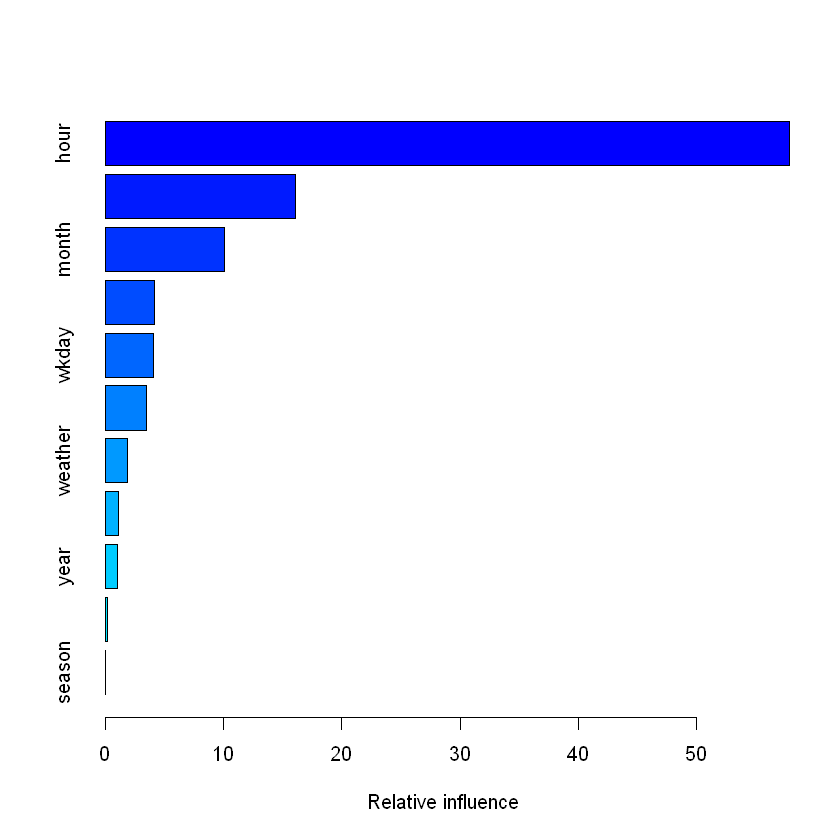 hour
month
wkday
weather
year
season
0 10 20 30 40 50
Relative influence